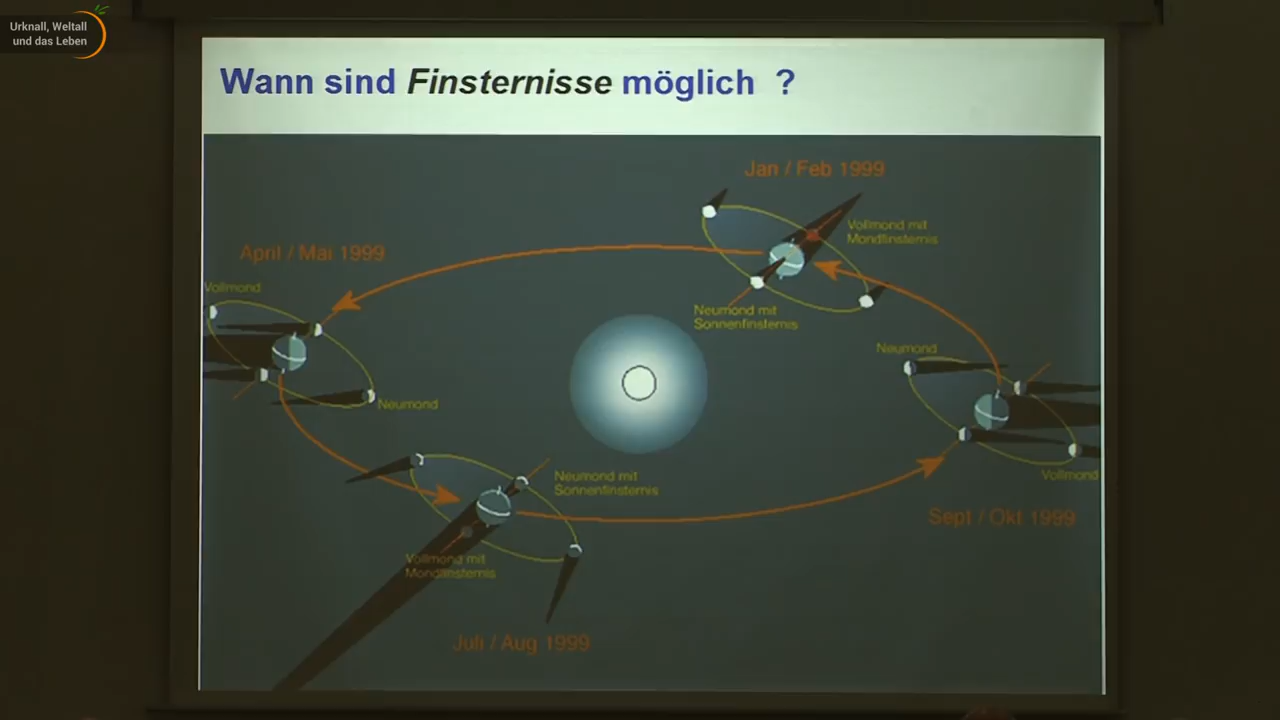 Urknall, Weltall
und das Leben
Wann sind Finsternisse möglich ?
Jan / Feb 1999
Vollmond mit
Mondfinsternis
April / Mai 1999
Vollmond
Neumond mit
Sonnenfinsternis
Neumond
Neumond
Neumond mit
Sonnenfinsternis
Vollmond
Sept / Okt 1999
Vollmond mit
Mondfinsternis
Juli / Aug 1999